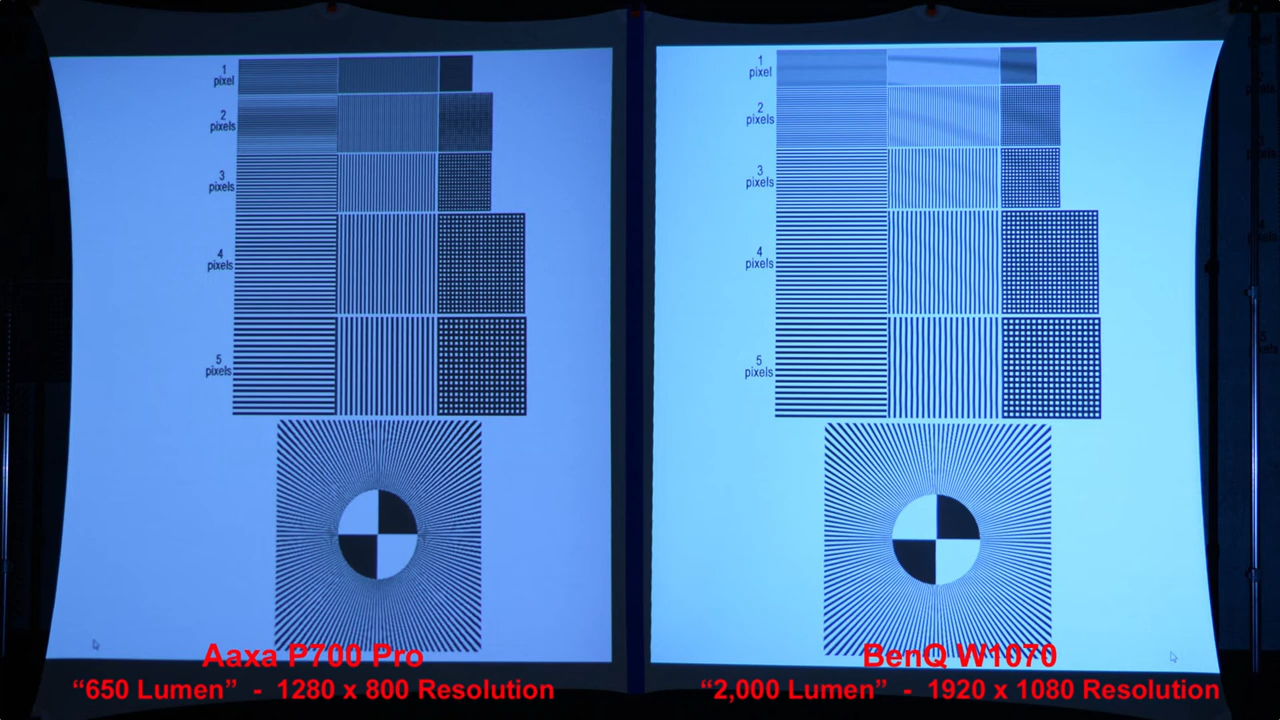 1
pixel
2
pixels
3
pixels
4
pixels
5
pixels
1
pixel
2
pixels
3
pixels
4
pixels
5
pixels
Aaxa P700 Pro
“650 Lumen” - 1280 x 800 Resolution
BenQ W1070
“2,000 Lumen” - 1920 x 1080 Resolution